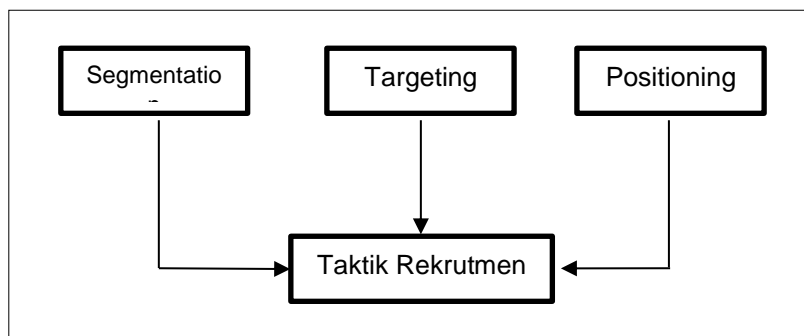 Segmentatio
Targeting
Positioning
Taktik Rekrutmen